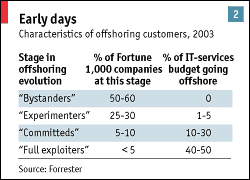 Early days
2
Characteristics of offshoring customers, 2003
Stage in offshoring evolution % of Fortune 1,000 companies at this stage % of IT-services budget going offshore
“Bystanders” 50-60 0
“Experimenters” 25-30 1-5
“Committeds” 5-10 10-30
“Full exploiters” < 5 40-50
Source: Forrester